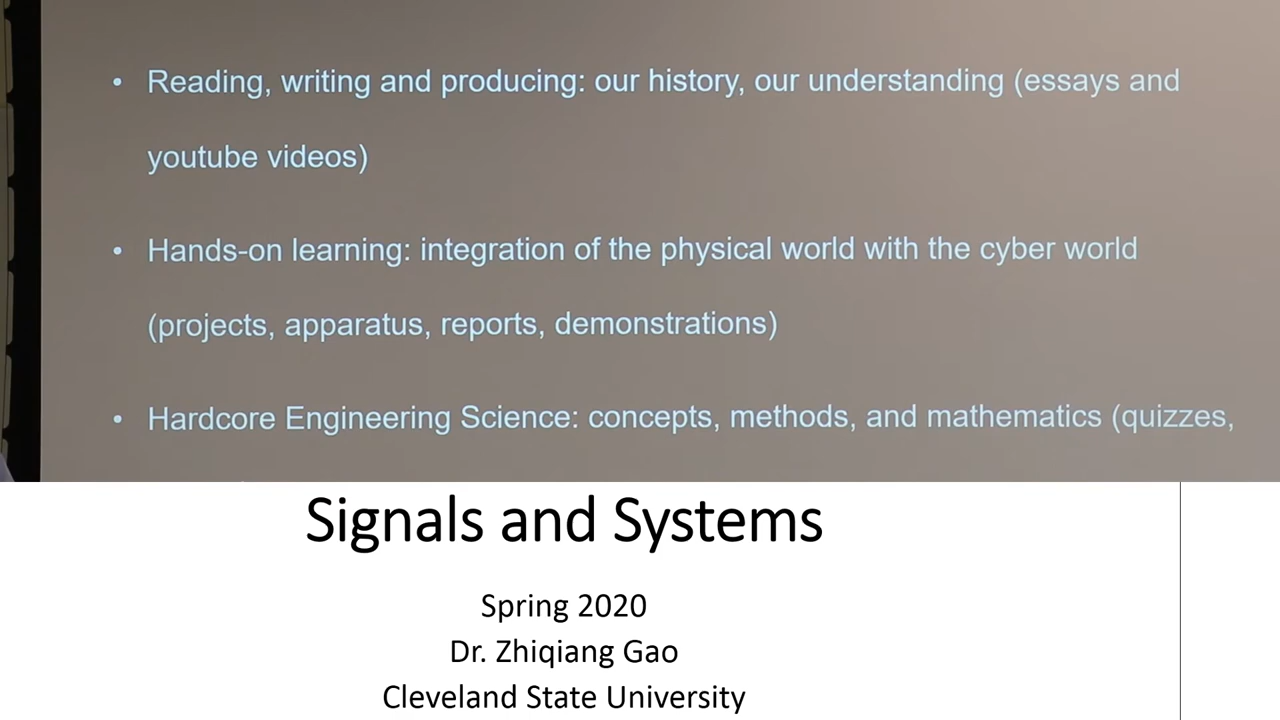 • Reading, writing and producing: our history, our understanding (essays and
youtube videos)
• Hands-on learning: integration of the physical world with the cyber world
(projects, apparatus, reports, demonstrations)
• Hardcore Engineering Science: concepts, methods, and mathematics (quizzes,
Signals and Systems
Spring 2020
Dr. Zhiqiang Gao
Cleveland State University